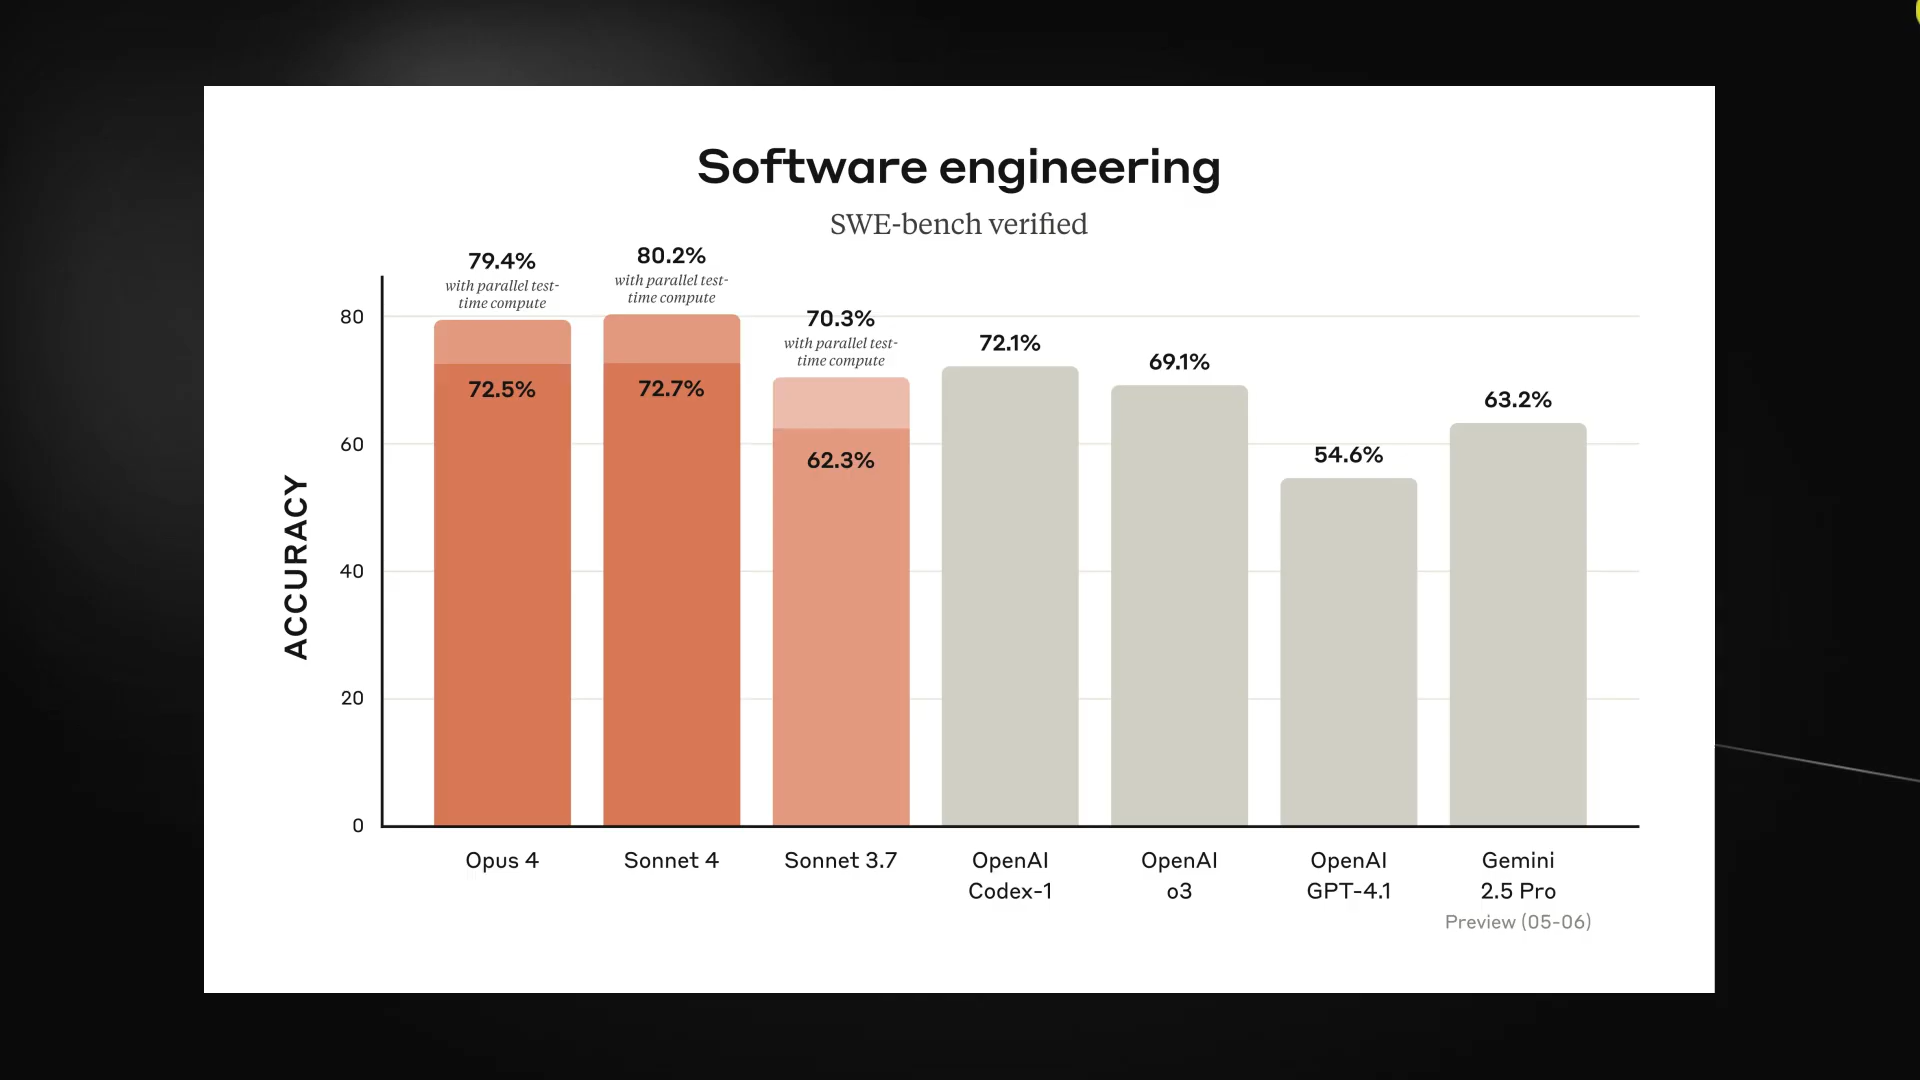 Software engineering
SWE-bench verified
79.4%
with parallel test-
time compute
80.2%
with parallel test-
time compute
70.3%
with parallel test-
time compute
72.1%
69.1%
54.6%
63.2%
72.5%
72.7%
62.3%
ACCURACY
80
60
40
20
0
Opus 4
Sonnet 4
Sonnet 3.7
OpenAI
Codex-1
OpenAI
o3
OpenAI
GPT-4.1
Gemini
2.5 Pro
Preview (05-06)